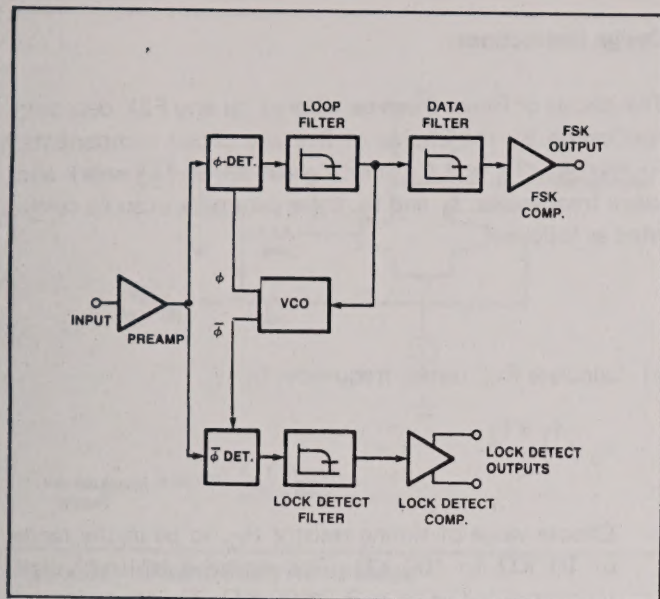 LOOP
FILTER
DATA
FILTER
FSK
OUTPUT
ϕ-DET.
FSK
COMP.
ϕ
VCO
INPUT
PREAMP
ϕ̅
ϕ̅ DET.
LOCK DETECT
OUTPUTS
LOCK DETECT
FILTER
LOCK DETECT
COMP.